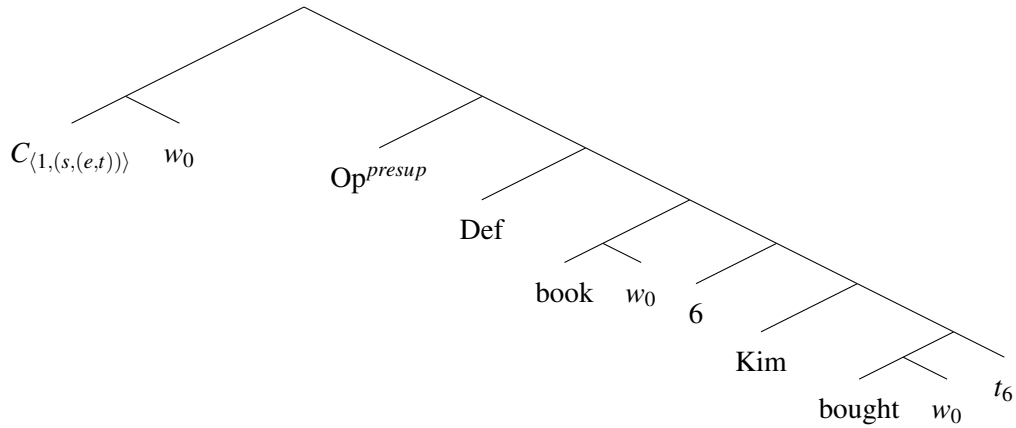 C⟨1,(s,(e,t))⟩ w0
Op^presup
Def
book w0
6
Kim
bought w0
t6